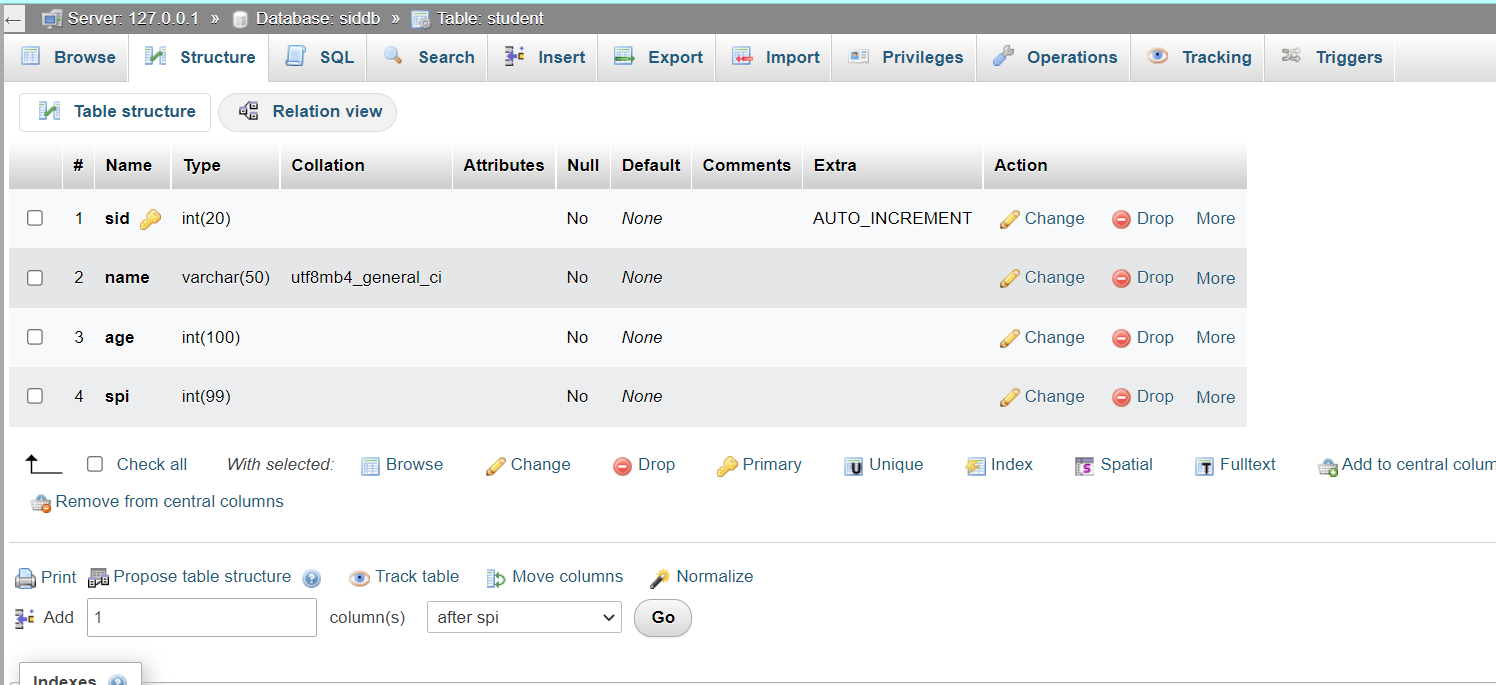 Server: 127.0.0.1 » Database: siddb » Table: student
Browse Structure SQL Search Insert Export Import Privileges Operations Tracking Triggers
Table structure Relation view
# Name Type Collation Attributes Null Default Comments Extra Action
1 sid int(20) No None AUTO_INCREMENT Change Drop More
2 name varchar(50) utf8mb4_general_ci No None Change Drop More
3 age int(100) No None Change Drop More
4 spi int(99) No None Change Drop More
Check all With selected: Browse Change Drop Primary Unique Index Spatial Fulltext Add to central colum
Remove from central columns
Print Propose table structure Track table Move columns Normalize
Add 1 column(s) after spi Go
Indexes